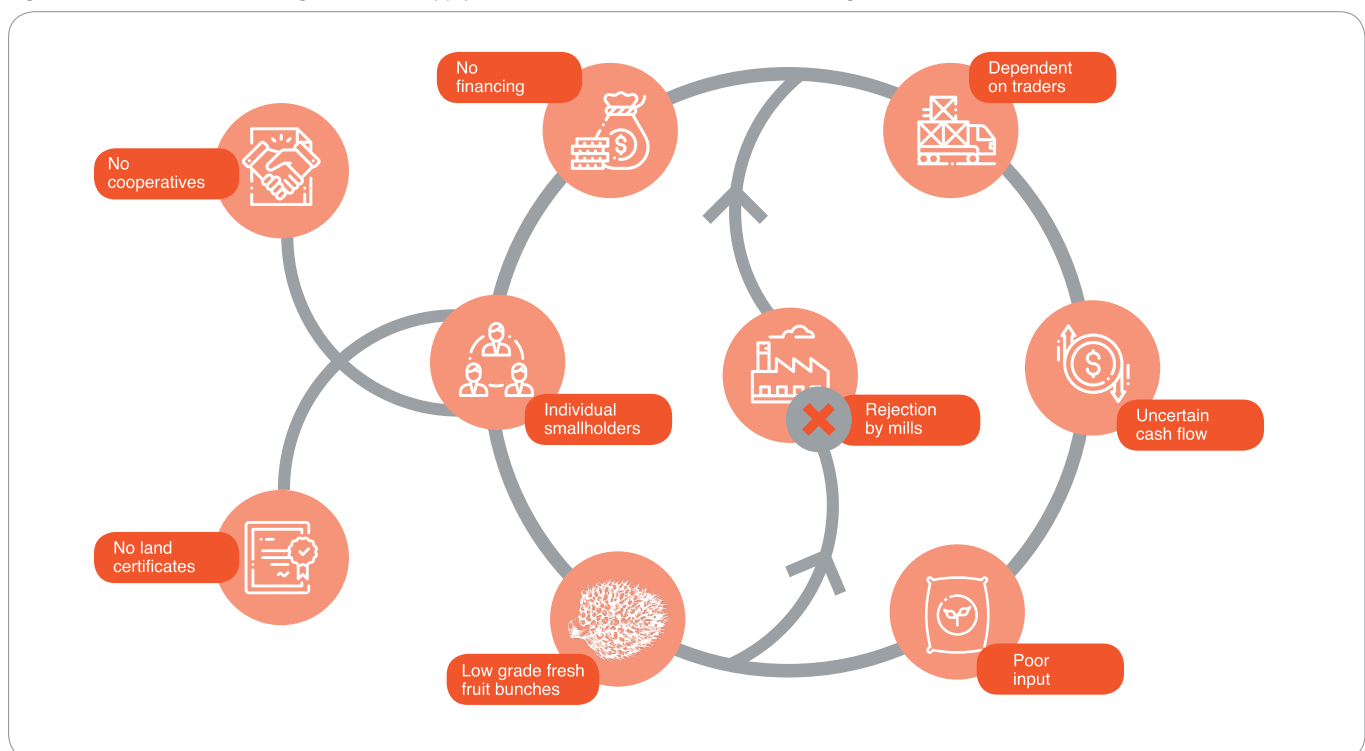 No
financing
Dependent
on traders
No
cooperatives
$
$
Individual
smallholders
Rejection
by mills
Uncertain
cash flow
No land
certificates
Low grade fresh
fruit bunches
Poor
input